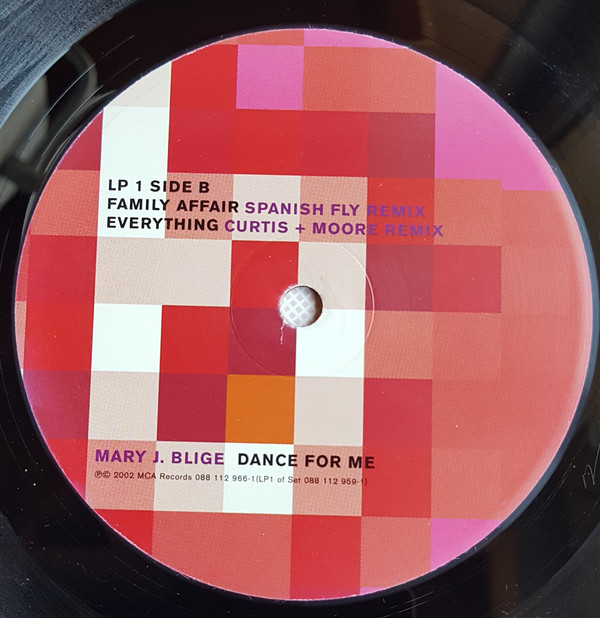 LP 1 SIDE B
FAMILY AFFAIR SPANISH FLY REMIX
EVERYTHING CURTIS + MOORE REMIX
MARY J. BLIGE DANCE FOR ME
℗© 2002 MCA Records 088 112 966-1(LP1 of Set 088 112 959-1)